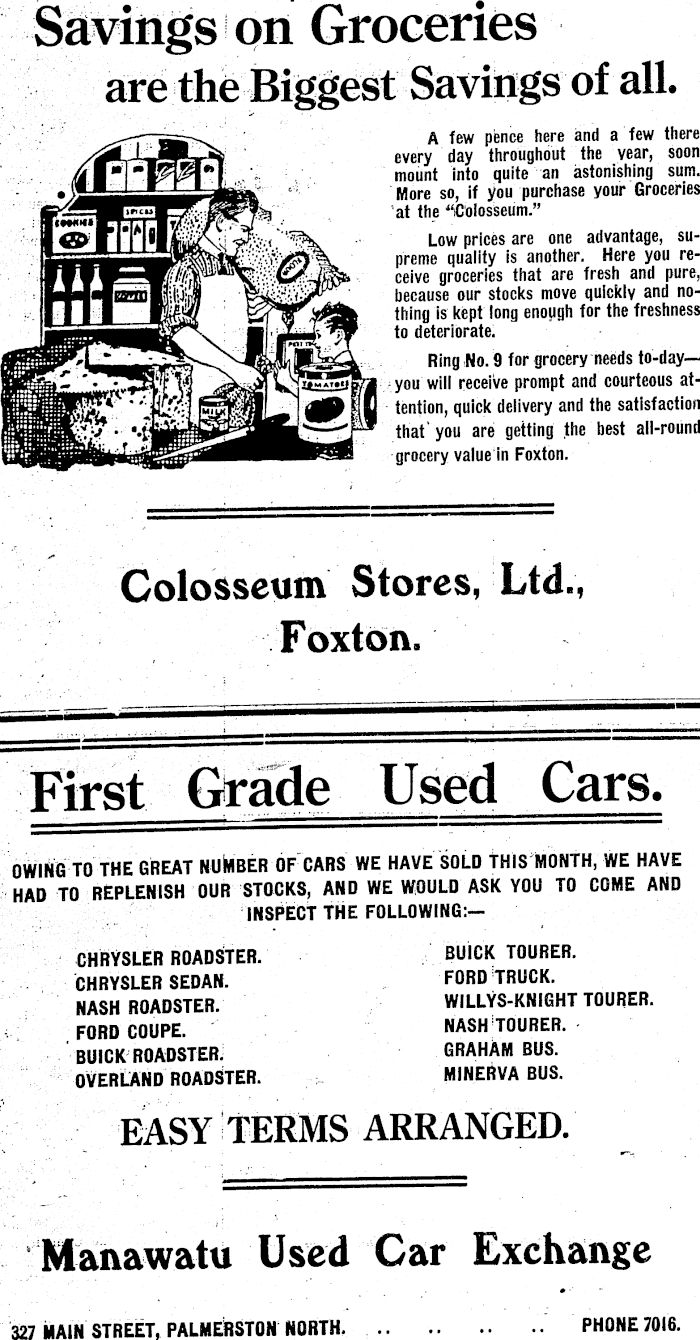 Savings on Groceries
are the Biggest Savings of all.
COOKIES
SPICES
MILK
TOMATOES
A few pence here and a few there
every day throughout the year, soon
mount into quite an astonishing sum.
More so, if you purchase your Groceries
at the "Colosseum."
Low prices are one advantage, su-
preme quality is another. Here you re-
ceive groceries that are fresh and pure,
because our stocks move quickly and no-
thing is kept long enough for the freshness
to deteriorate.
Ring No. 9 for grocery needs to-day—
you will receive prompt and courteous at-
tention, quick delivery and the satisfaction
that you are getting the best all-round
grocery value in Foxton.
Colosseum Stores, Ltd.,
Foxton.
First Grade Used Cars.
OWING TO THE GREAT NUMBER OF CARS WE HAVE SOLD THIS MONTH, WE HAVE
HAD TO REPLENISH OUR STOCKS, AND WE WOULD ASK YOU TO COME AND
INSPECT THE FOLLOWING:—
CHRYSLER ROADSTER.
CHRYSLER SEDAN.
NASH ROADSTER.
FORD COUPE.
BUICK ROADSTER.
OVERLAND ROADSTER.
BUICK TOURER.
FORD TRUCK.
WILLYS-KNIGHT TOURER.
NASH TOURER.
GRAHAM BUS.
MINERVA BUS.
EASY TERMS ARRANGED.
Manawatu Used Car Exchange
327 MAIN STREET, PALMERSTON NORTH. .. .. .. .. PHONE 7016.